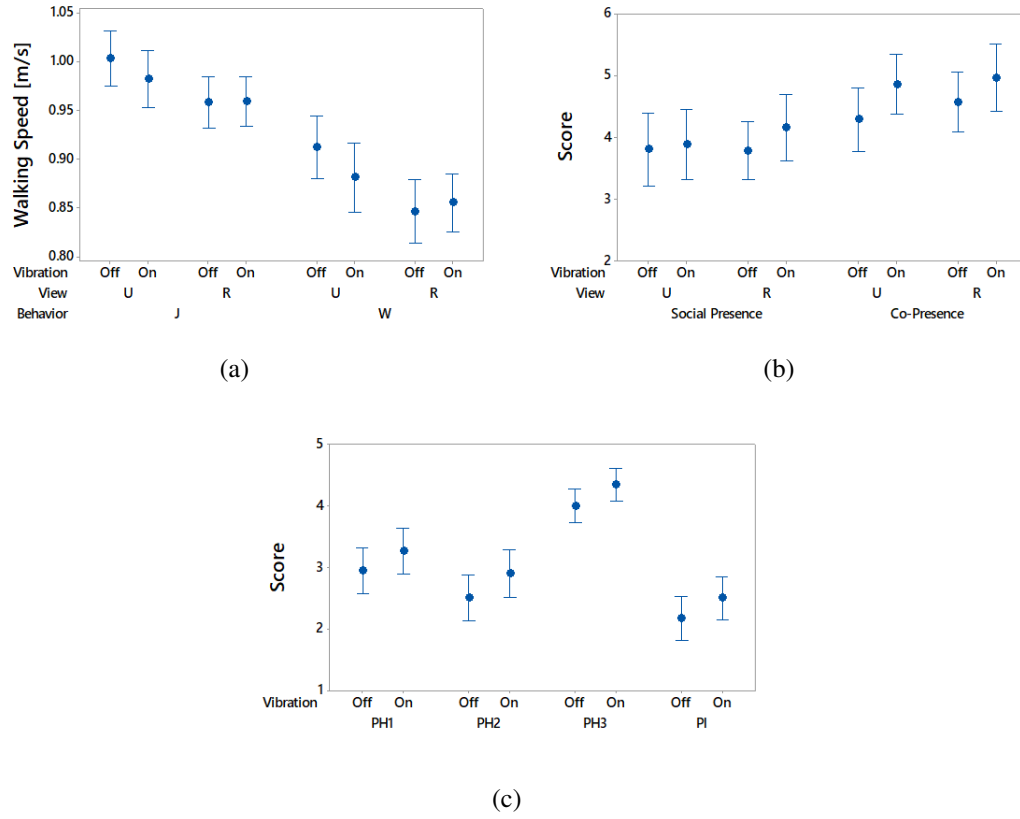 1.05
1.00
0.95
0.90
0.85
0.80
Walking Speed [m/s]
Vibration Off On Off On Off On Off On
View U R U R
Behavior J W
(a)
6
5
4
3
2
Score
Vibration Off On Off On Off On Off On
View U R U R
Social Presence Co-Presence
(b)
5
4
3
2
1
Score
Vibration Off On Off On Off On Off On
PH1 PH2 PH3 PI
(c)